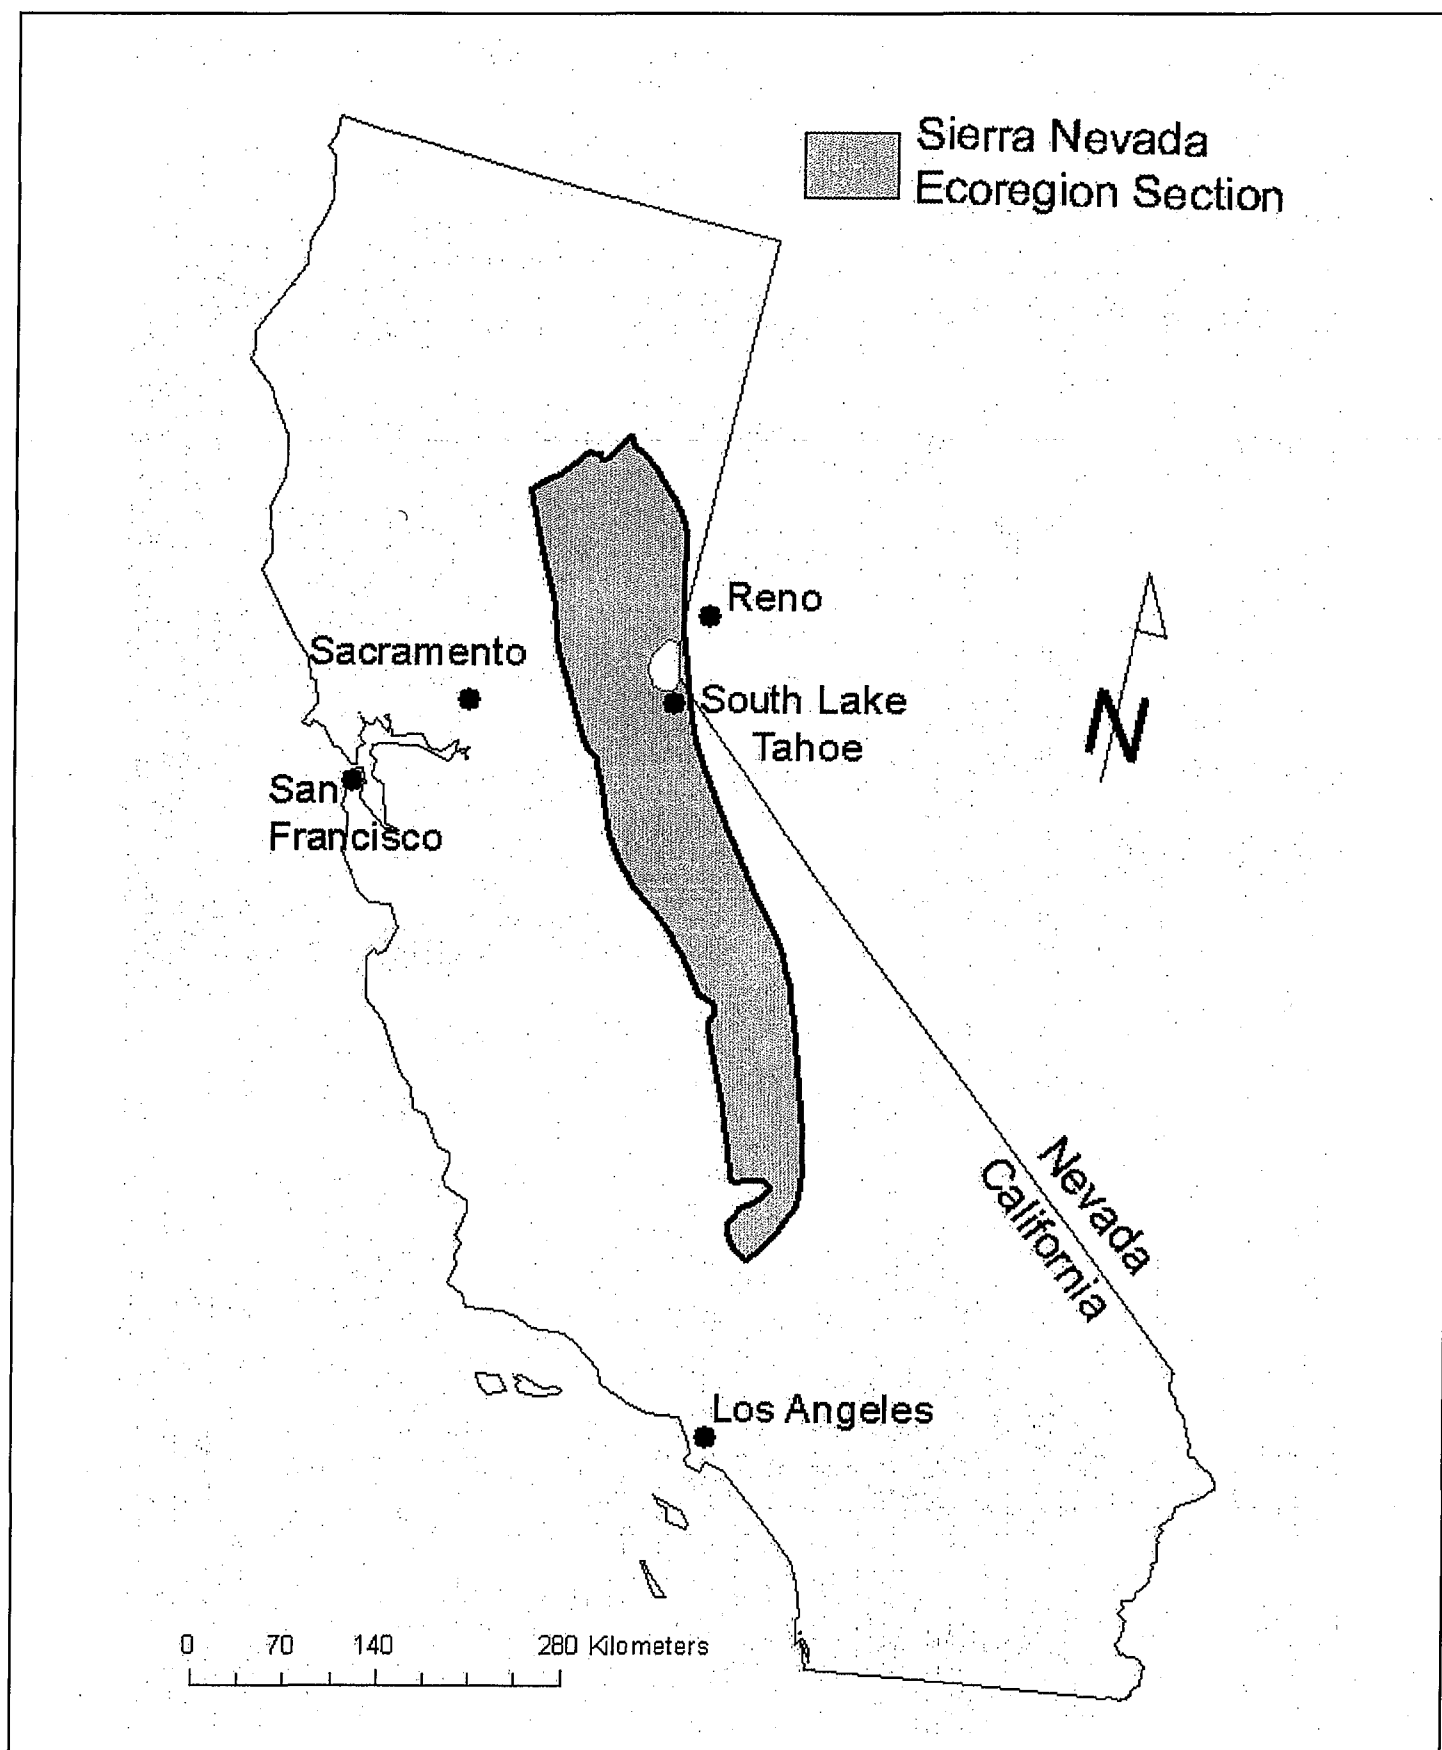 Sierra Nevada
Ecoregion Section
Reno
Sacramento
South Lake
Tahoe
N
San
Francisco
Nevada
California
Los Angeles
0 70 140 280 Kilometers